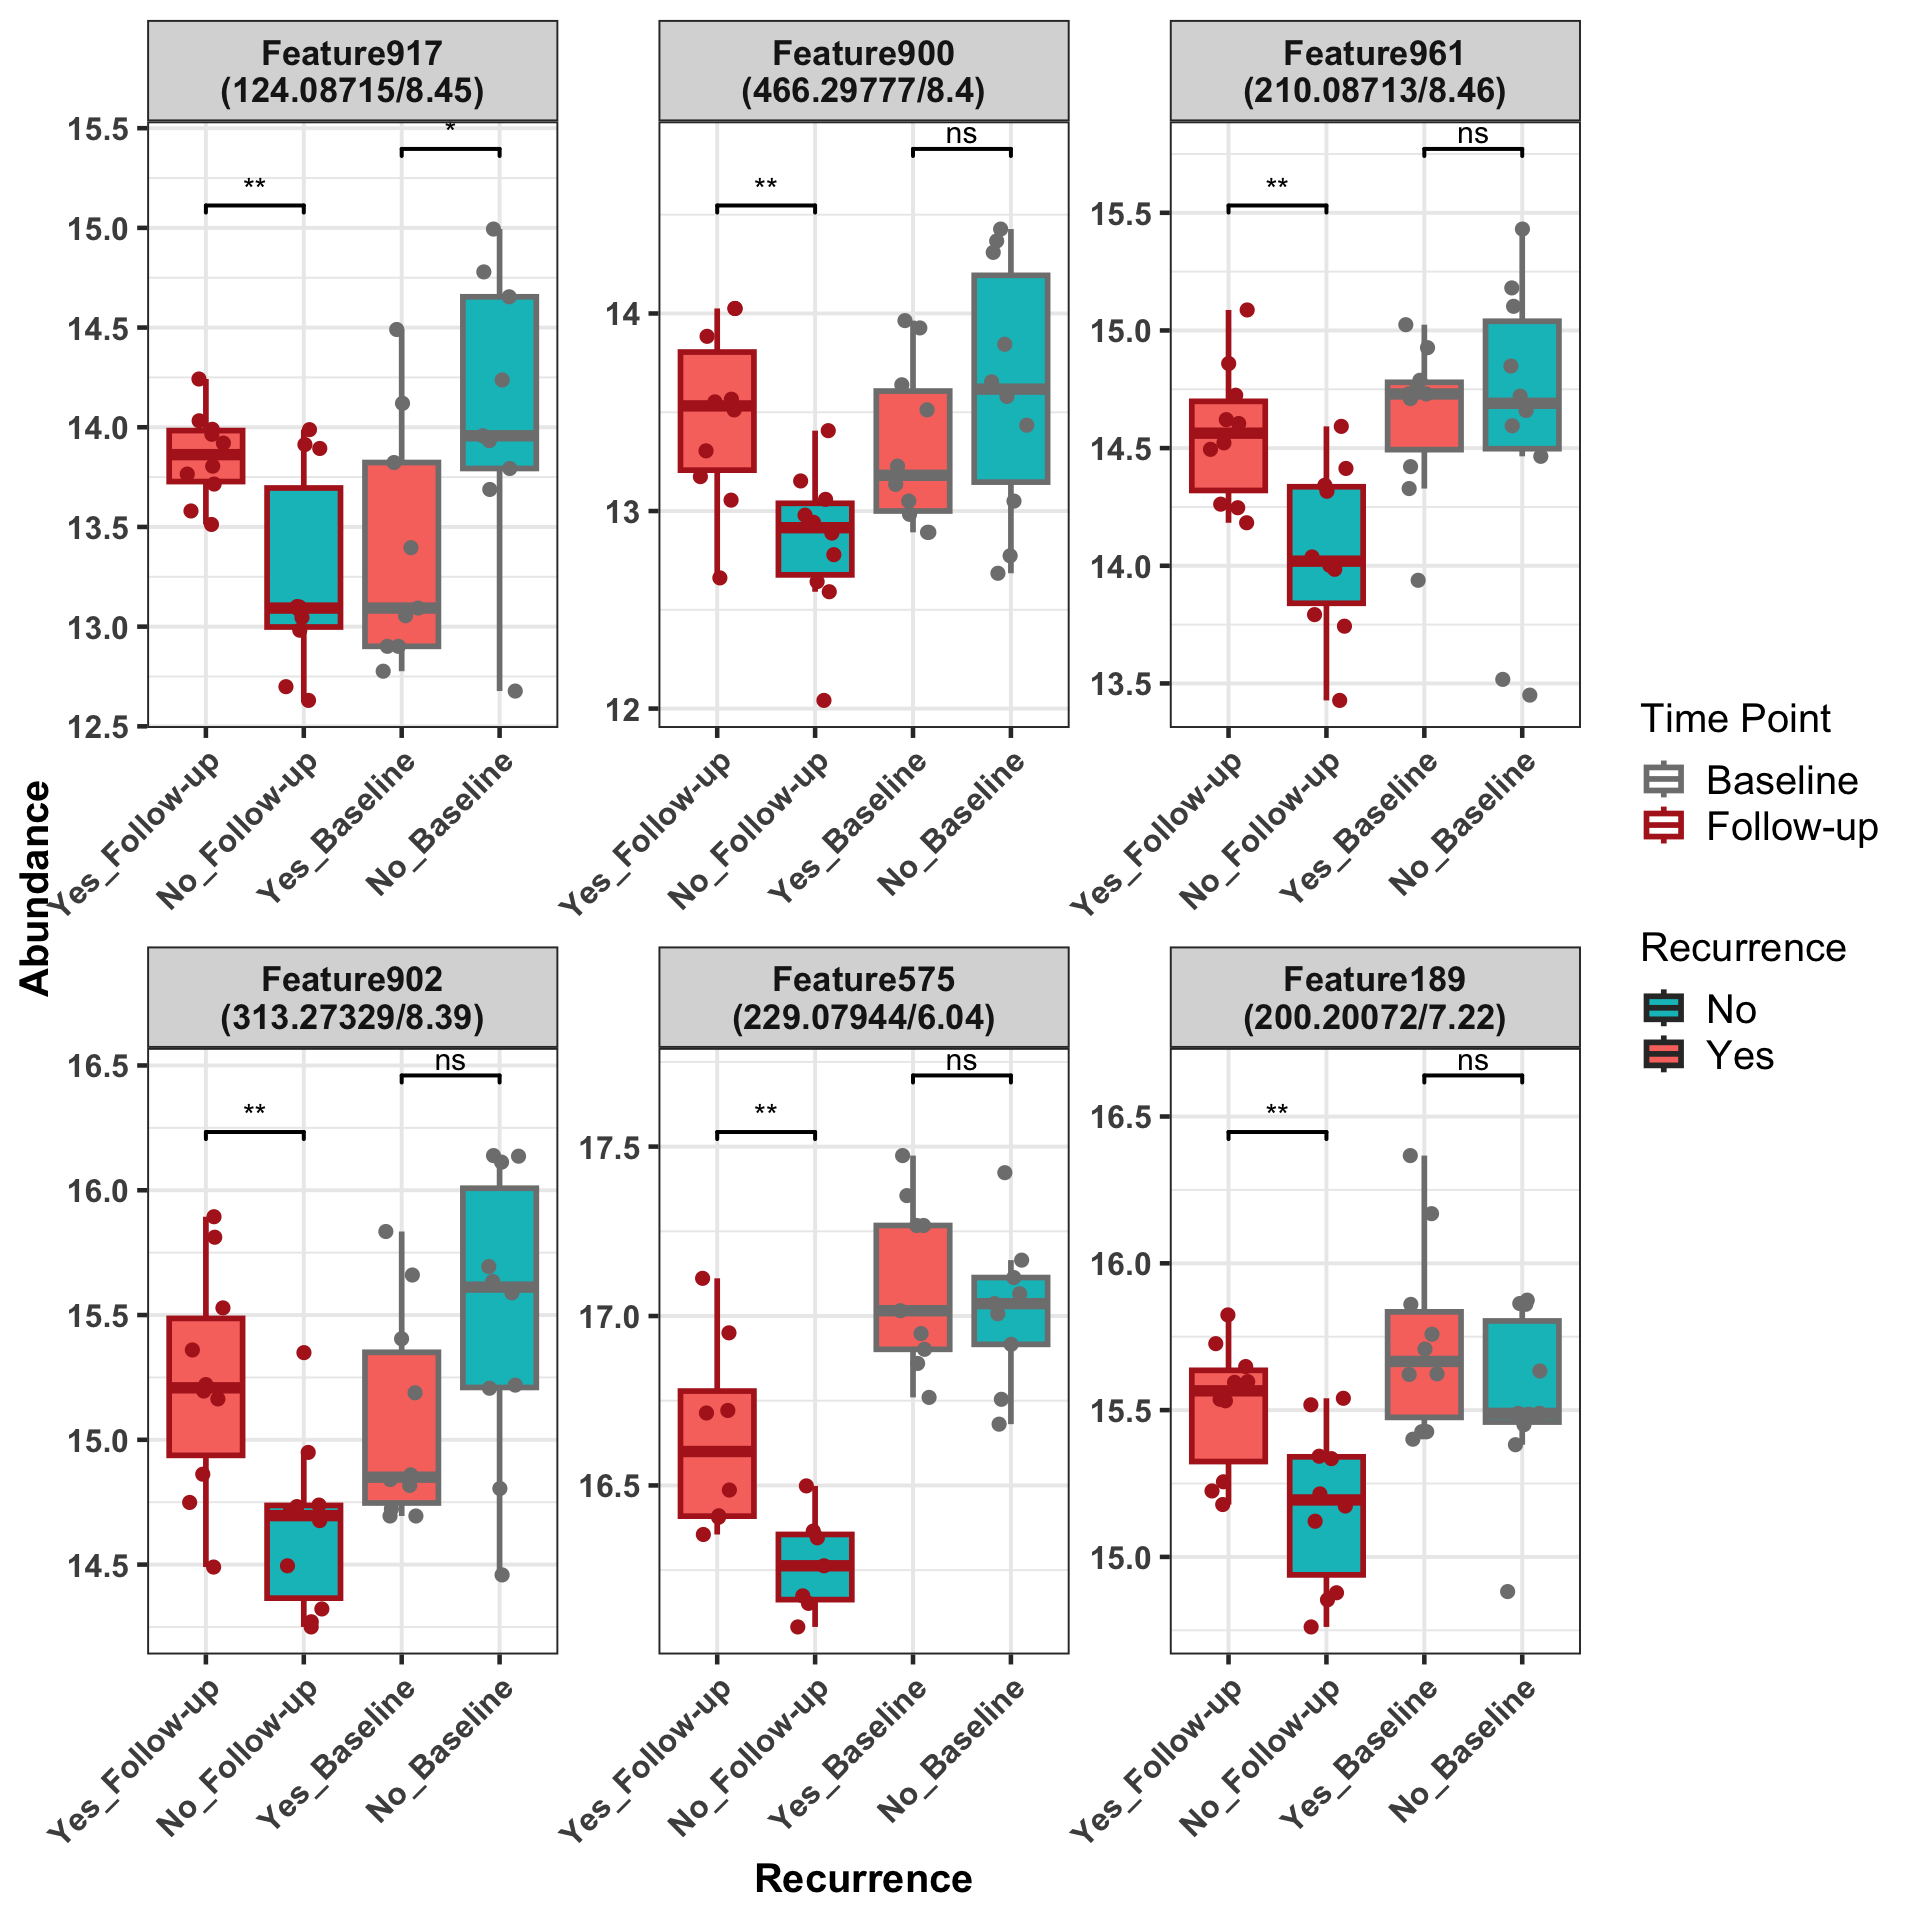 Feature917
(124.08715/8.45)
Feature900
(466.29777/8.4)
Feature961
(210.08713/8.46)
15.5
15.0
14.5
14.0
13.5
13.0
12.5
**
*
14
13
12
**
ns
15.5
15.0
14.5
14.0
13.5
**
ns
Yes_Follow-up
No_Follow-up
Yes_Baseline
No_Baseline
Yes_Follow-up
No_Follow-up
Yes_Baseline
No_Baseline
Yes_Follow-up
No_Follow-up
Yes_Baseline
No_Baseline
Abundance
Feature902
(313.27329/8.39)
Feature575
(229.07944/6.04)
Feature189
(200.20072/7.22)
16.5
16.0
15.5
15.0
14.5
**
ns
17.5
17.0
16.5
**
ns
16.5
16.0
15.5
15.0
**
ns
Yes_Follow-up
No_Follow-up
Yes_Baseline
No_Baseline
Yes_Follow-up
No_Follow-up
Yes_Baseline
No_Baseline
Yes_Follow-up
No_Follow-up
Yes_Baseline
No_Baseline
Recurrence
Time Point
Baseline
Follow-up
Recurrence
No
Yes